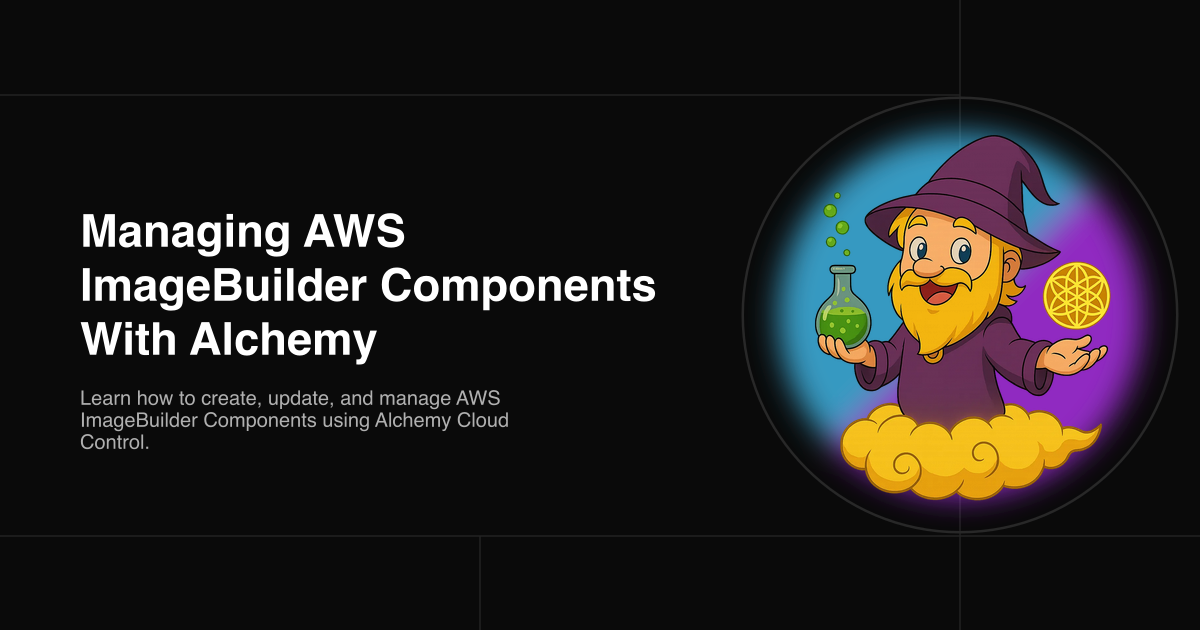 Managing AWS
ImageBuilder Components
With Alchemy
Learn how to create, update, and manage AWS
ImageBuilder Components using Alchemy Cloud
Control.